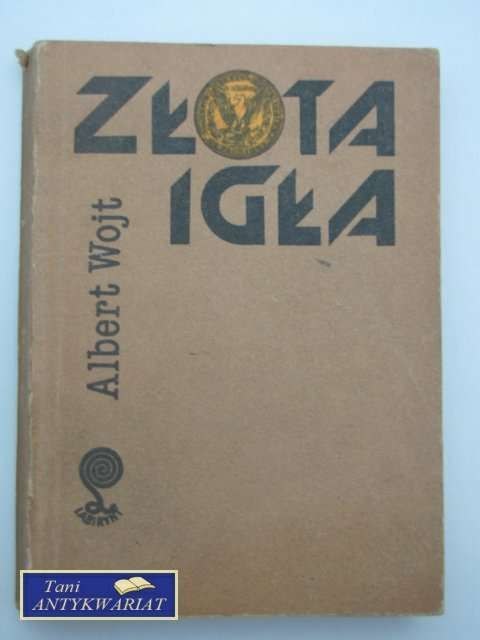 ZŁOTA
IGŁA
Albert Wojt
LABIRYNT
Tani
ANTYKWARIAT